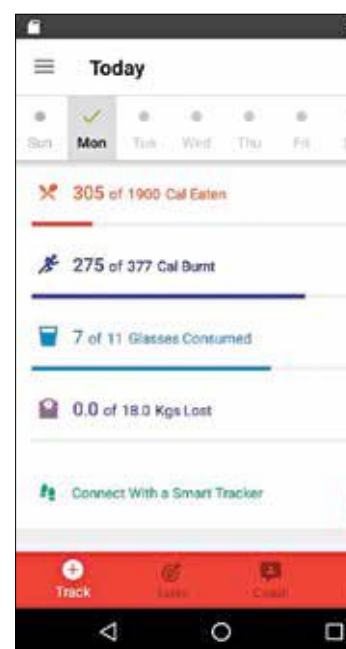 Today
Sun Mon Tue Wed Thu Fri
305 of 1900 Cal Eaten
275 of 377 Cal Burnt
7 of 11 Glasses Consumed
0.0 of 18.0 Kgs Lost
Connect With a Smart Tracker
Track Coach